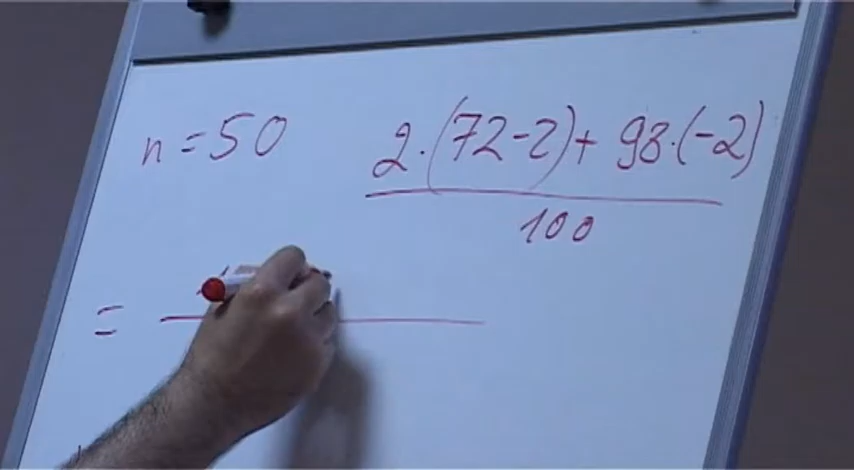 n = 50
2·(72-2)+ 98·(-2)
100
=